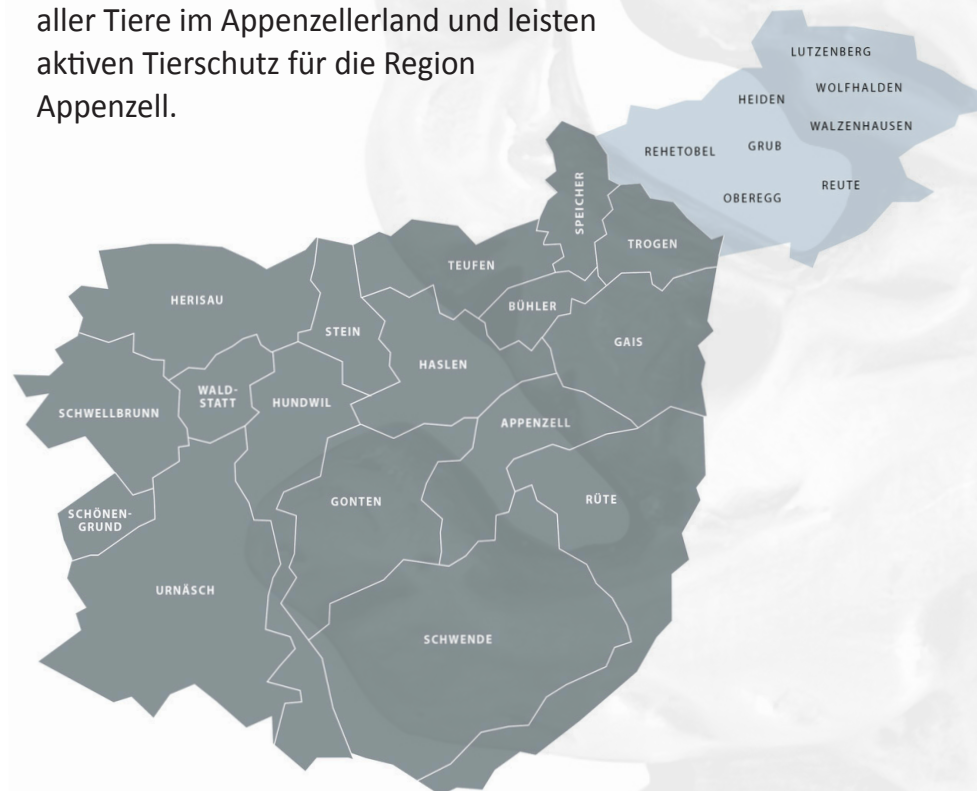 aller Tiere im Appenzellerland und leisten
aktiven Tierschutz für die Region
Appenzell.
LUTZENBERG
WOLFHALDEN
HEIDEN
WALZENHAUSEN
REHETOBEL
GRUB
REUTE
OBEREGG
SPEICHER
TROGEN
TEUFEN
HERISAU
BÜHLER
STEIN
GAIS
HASLEN
WALD-
STATT
HUNDWIL
SCHWELLBRUNN
APPENZELL
GONTEN
RÜTE
SCHÖNEN-
GRUND
URNÄSCH
SCHWENDE